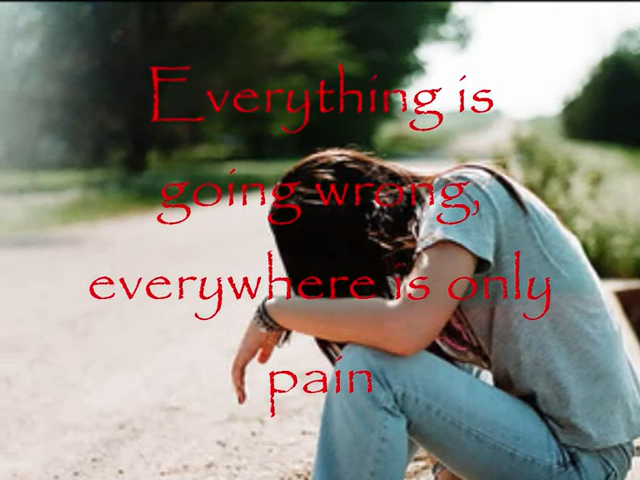 Everything is
going wrong,
everywhere is only
pain